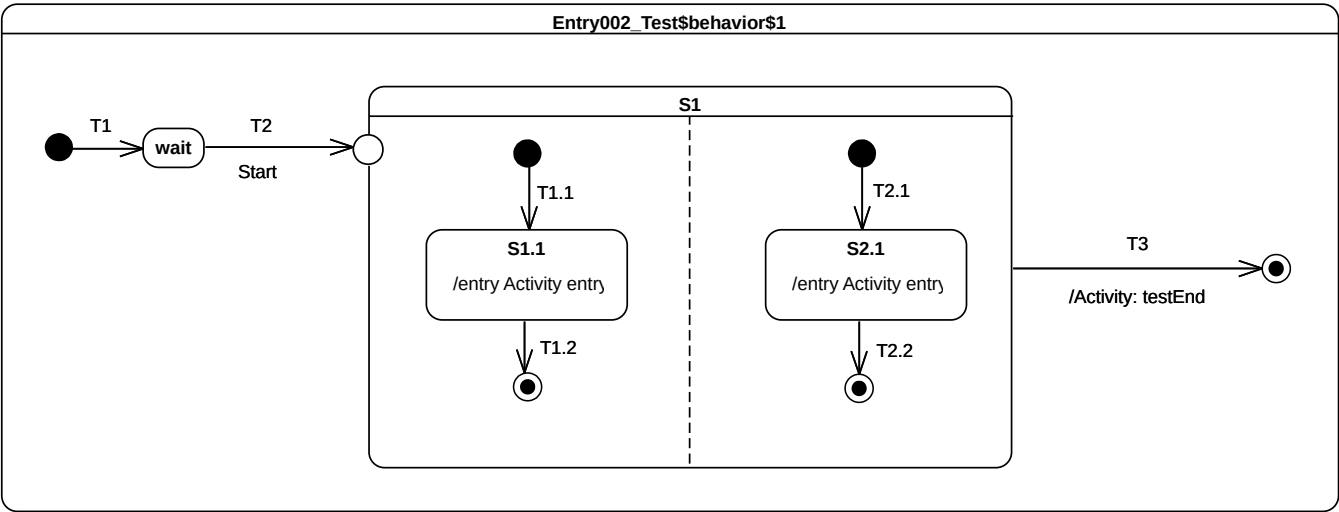 Entry002_Test$behavior$1
S1
T1
T2
wait
Start
T1.1
T2.1
S1.1
/entry Activity entry
S2.1
/entry Activity entry
T1.2
T2.2
T3
/Activity: testEnd